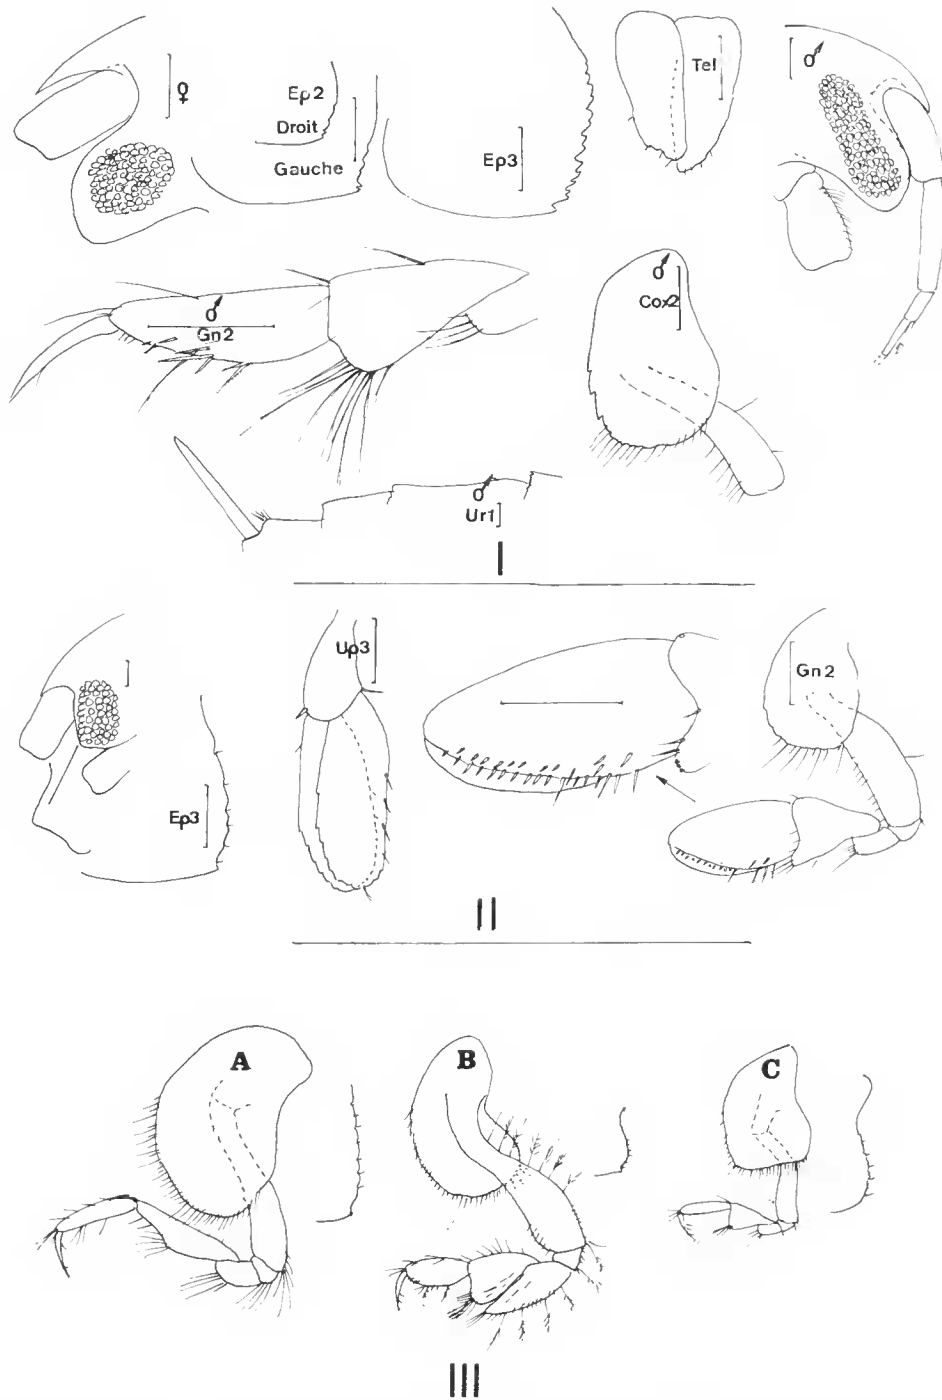 ♀
Ep2
Droit
Gauche
Ep3
Tel
♂
♂
Gn2
♂
Cox2
♂
Ur1
I
Up3
Gn2
Ep3
II
A
B
C
III